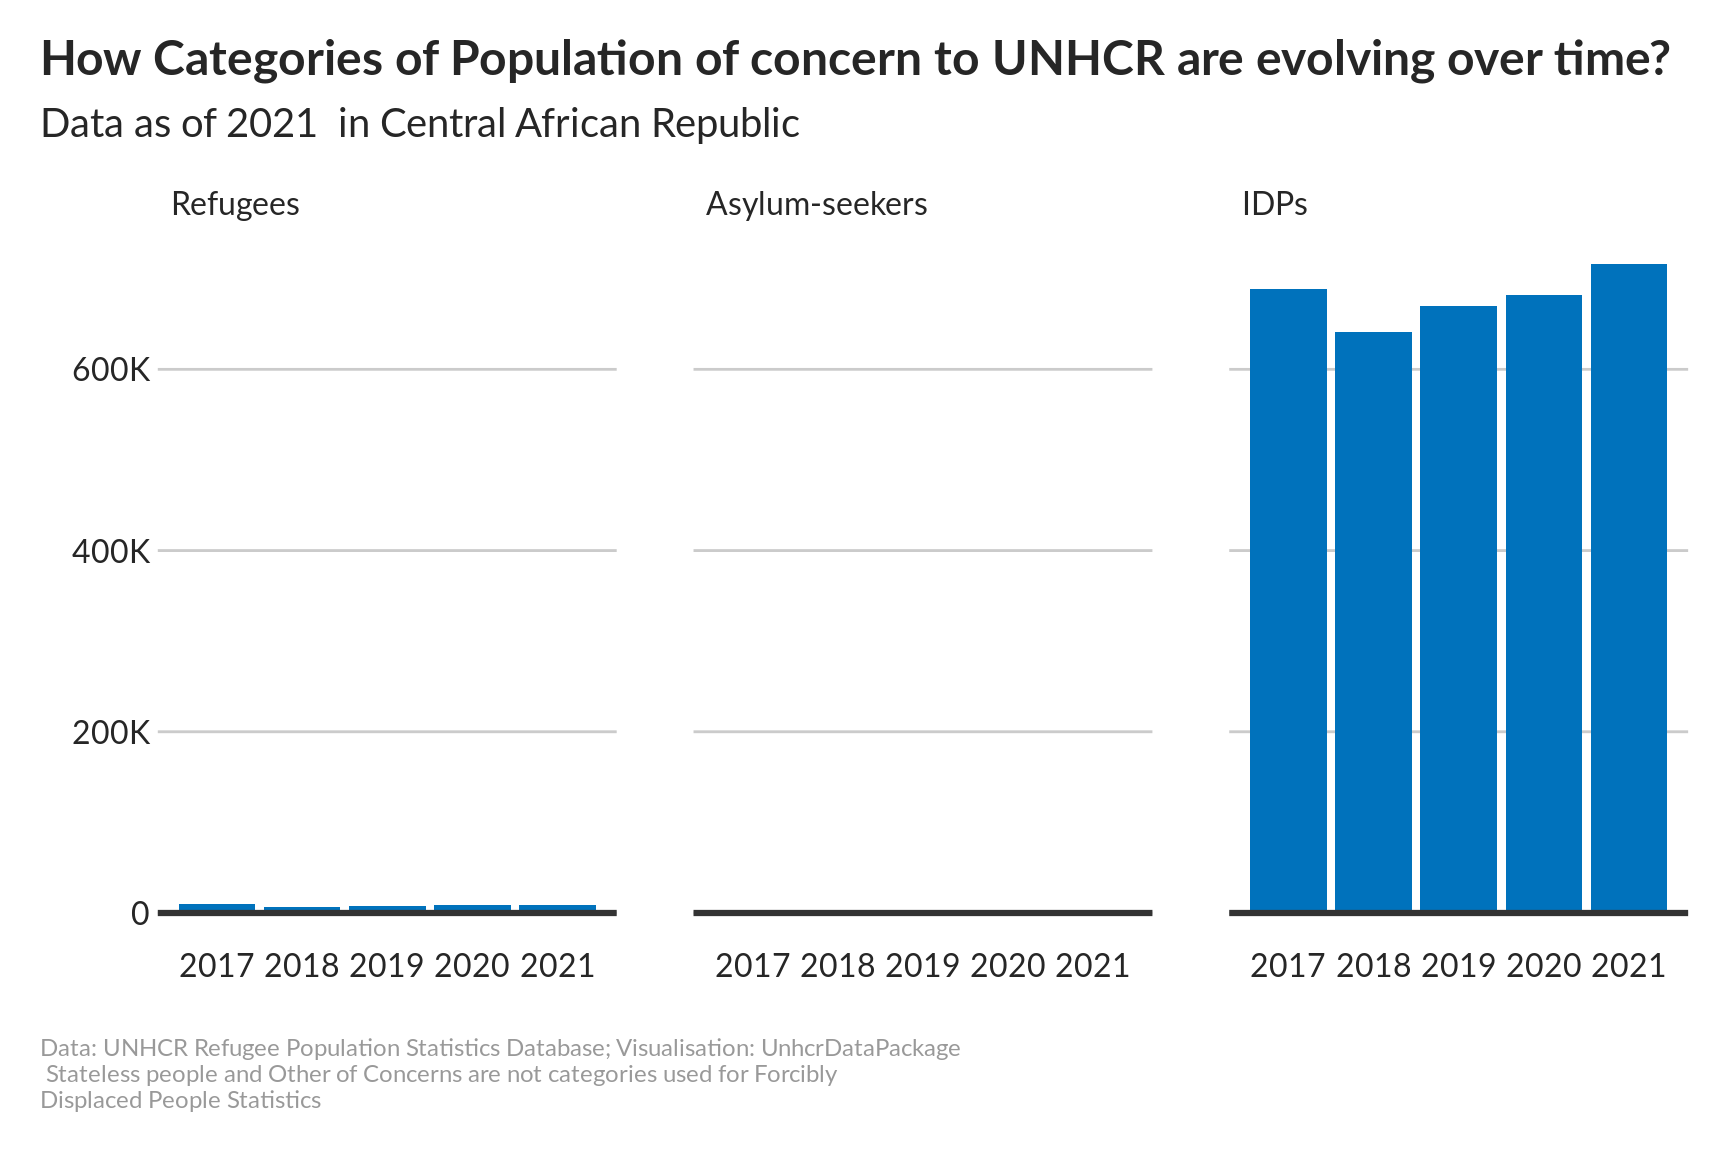 How Categories of Population of concern to UNHCR are evolving over time?
Data as of 2021  in Central African Republic
Refugees
Asylum-seekers
IDPs
600K
400K
200K
0
2017 2018 2019 2020 2021
2017 2018 2019 2020 2021
2017 2018 2019 2020 2021
Data: UNHCR Refugee Population Statistics Database; Visualisation: UnhcrDataPackage
Stateless people and Other of Concerns are not categories used for Forcibly
Displaced People Statistics